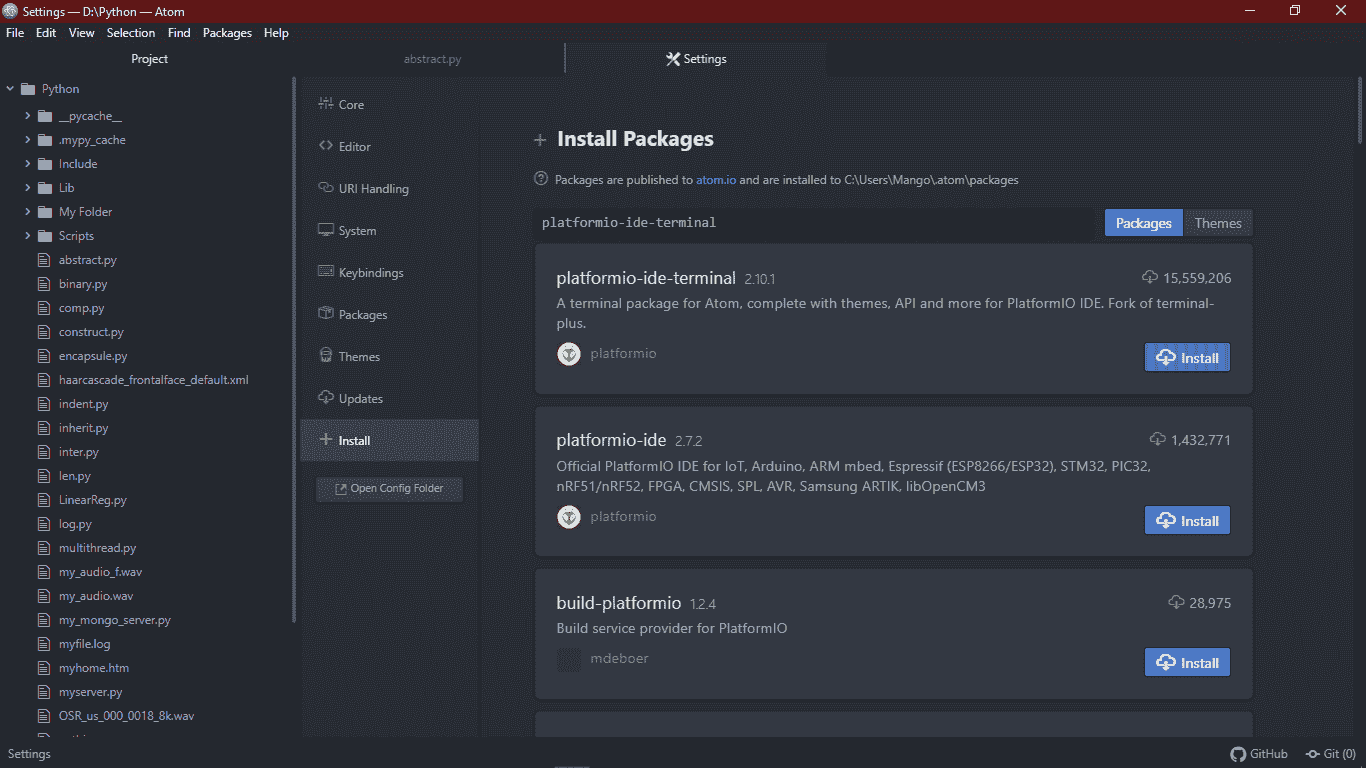 Settings — D:\Python — Atom
File Edit View Selection Find Packages Help
Project
abstract.py
Settings
Python
__pycache__
.mypy_cache
Include
Lib
My Folder
Scripts
abstract.py
binary.py
comp.py
construct.py
encapsule.py
haarcascade_frontalface_default.xml
indent.py
inherit.py
inter.py
len.py
LinearReg.py
log.py
multithread.py
my_audio_f.wav
my_audio.wav
my_mongo_server.py
myfile.log
myhome.htm
myserver.py
OSR_us_000_0018_8k.wav
Core
Editor
URI Handling
System
Keybindings
Packages
Themes
Updates
Install
Open Config Folder
Install Packages
Packages are published to atom.io and are installed to C:\Users\Mango\.atom\packages
platformio-ide-terminal
Packages Themes
platformio-ide-terminal 2.10.1 15,559,206
A terminal package for Atom, complete with themes, API and more for PlatformIO IDE. Fork of terminal-
plus.
platformio
Install
platformio-ide 2.7.2 1,432,771
Official PlatformIO IDE for IoT, Arduino, ARM mbed, Espressif (ESP8266/ESP32), STM32, PIC32,
nRF51/nRF52, FPGA, CMSIS, SPL, AVR, Samsung ARTIK, libOpenCM3
platformio
Install
build-platformio 1.2.4 28,975
Build service provider for PlatformIO
mdeboer
Install
Settings
GitHub Git (0)